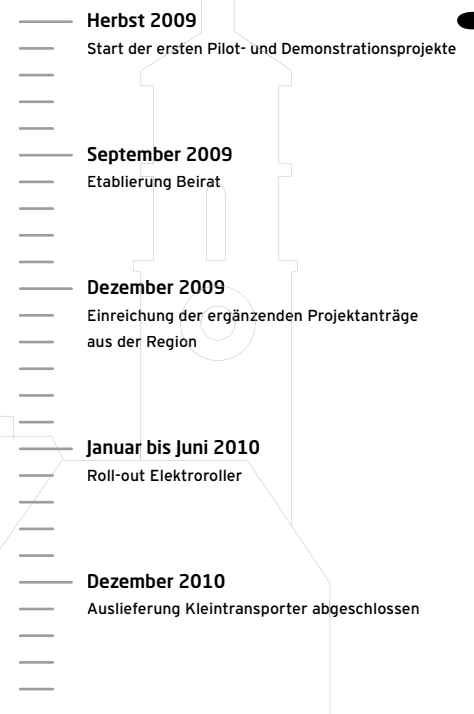 Herbst 2009
Start der ersten Pilot- und Demonstrationsprojekte
September 2009
Etablierung Beirat
Dezember 2009
Einreichung der ergänzenden Projektanträge
aus der Region
Januar bis Juni 2010
Roll-out Elektroroller
Dezember 2010
Auslieferung Kleintransporter abgeschlossen